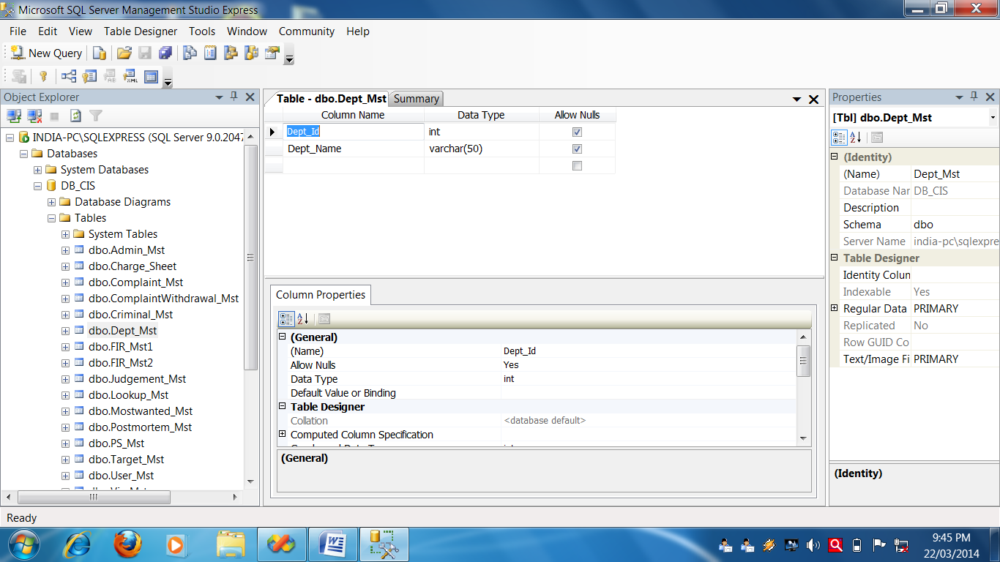 Microsoft SQL Server Management Studio Express
File Edit View Table Designer Tools Window Community Help
New Query
Object Explorer
INDIA-PC\SQLEXPRESS (SQL Server 9.0.2047
Databases
System Databases
DB_CIS
Database Diagrams
Tables
System Tables
dbo.Admin_Mst
dbo.Charge_Sheet
dbo.Complaint_Mst
dbo.ComplaintWithdrawal_Mst
dbo.Criminal_Mst
dbo.Dept_Mst
dbo.FIR_Mst1
dbo.FIR_Mst2
dbo.Judgement_Mst
dbo.Lookup_Mst
dbo.Mostwanted_Mst
dbo.Postmortem_Mst
dbo.PS_Mst
dbo.Target_Mst
dbo.User_Mst
Table - dbo.Dept_Mst Summary
Column Name Data Type Allow Nulls
Dept_Id int
Dept_Name varchar(50)
Column Properties
(General)
(Name) Dept_Id
Allow Nulls Yes
Data Type int
Default Value or Binding
Table Designer
Collation <database default>
Computed Column Specification
(General)
Properties
[Tbl] dbo.Dept_Mst
(Identity)
(Name) Dept_Mst
Database Nar DB_CIS
Description
Schema dbo
Server Name india-pc\sqlexpre
Table Designer
Identity Colun
Indexable Yes
Regular Data PRIMARY
Replicated No
Row GUID Co
Text/Image Fi PRIMARY
(Identity)
Ready
9:45 PM
22/03/2014